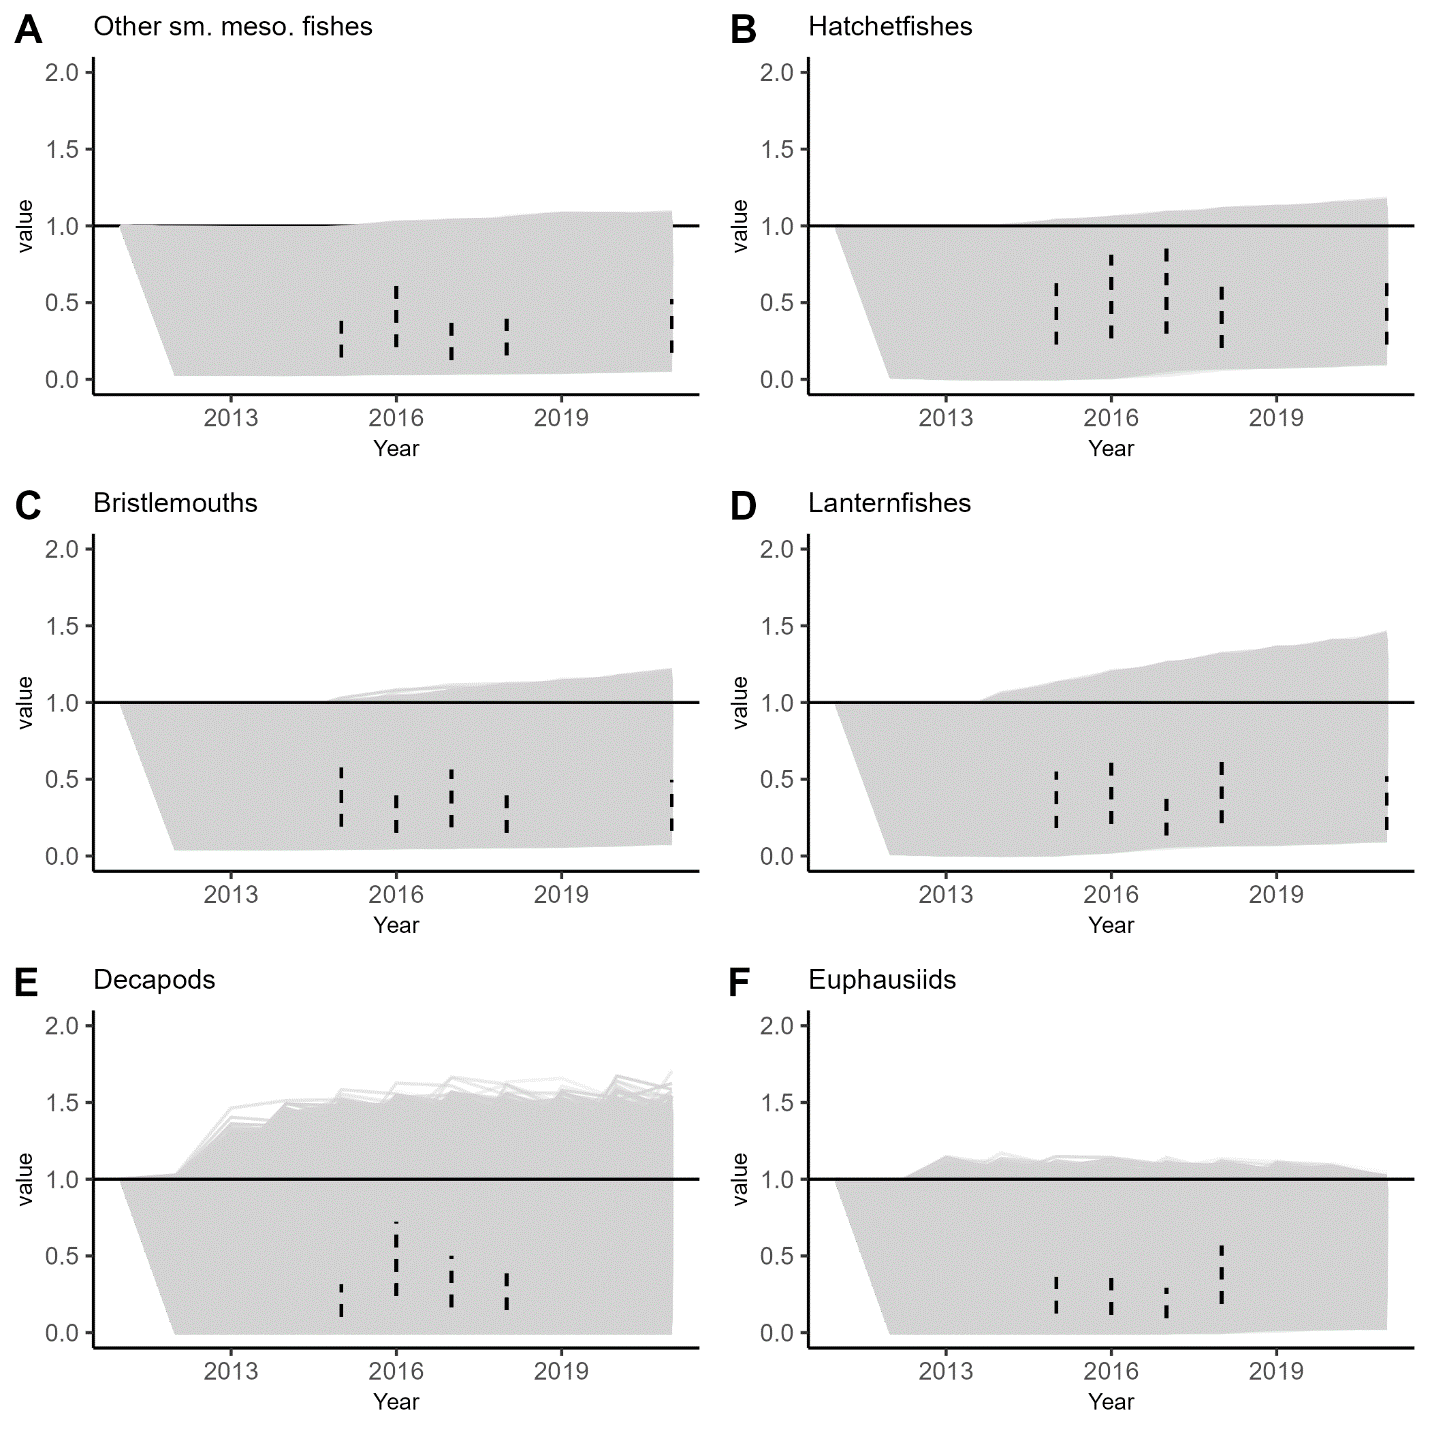 A Other sm. meso. fishes
2.0
1.5
1.0
0.5
0.0
value
2013 2016 2019
Year
B Hatchetfishes
2.0
1.5
1.0
0.5
0.0
value
2013 2016 2019
Year
C Bristlemouths
2.0
1.5
1.0
0.5
0.0
value
2013 2016 2019
Year
D Lanternfishes
2.0
1.5
1.0
0.5
0.0
value
2013 2016 2019
Year
E Decapods
2.0
1.5
1.0
0.5
0.0
value
2013 2016 2019
Year
F Euphausiids
2.0
1.5
1.0
0.5
0.0
value
2013 2016 2019
Year